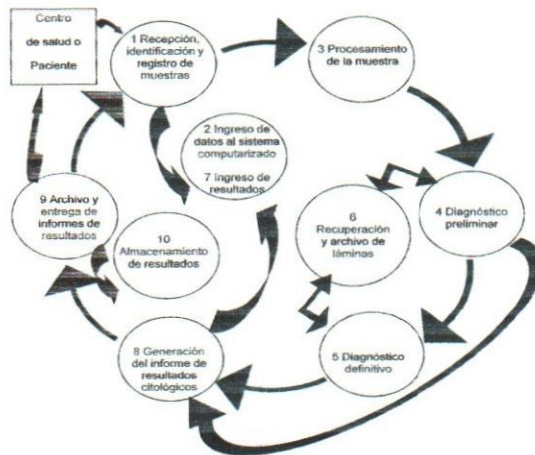 Centro
de salud o
Paciente
1 Recepción,
identificación y
registro de
muestras
3 Procesamiento
de la muestra
2 Ingreso de
datos al sistema
computarizado
7 Ingreso de
resultados
9 Archivo y
entrega de
informes de
resultados
10
Almacenamiento
de resultados
6
Recuperación
y archivo de
láminas
4 Diagnóstico
preliminar
8 Generación
del informe de
resultados
citológicos
5 Diagnóstico
definitivo